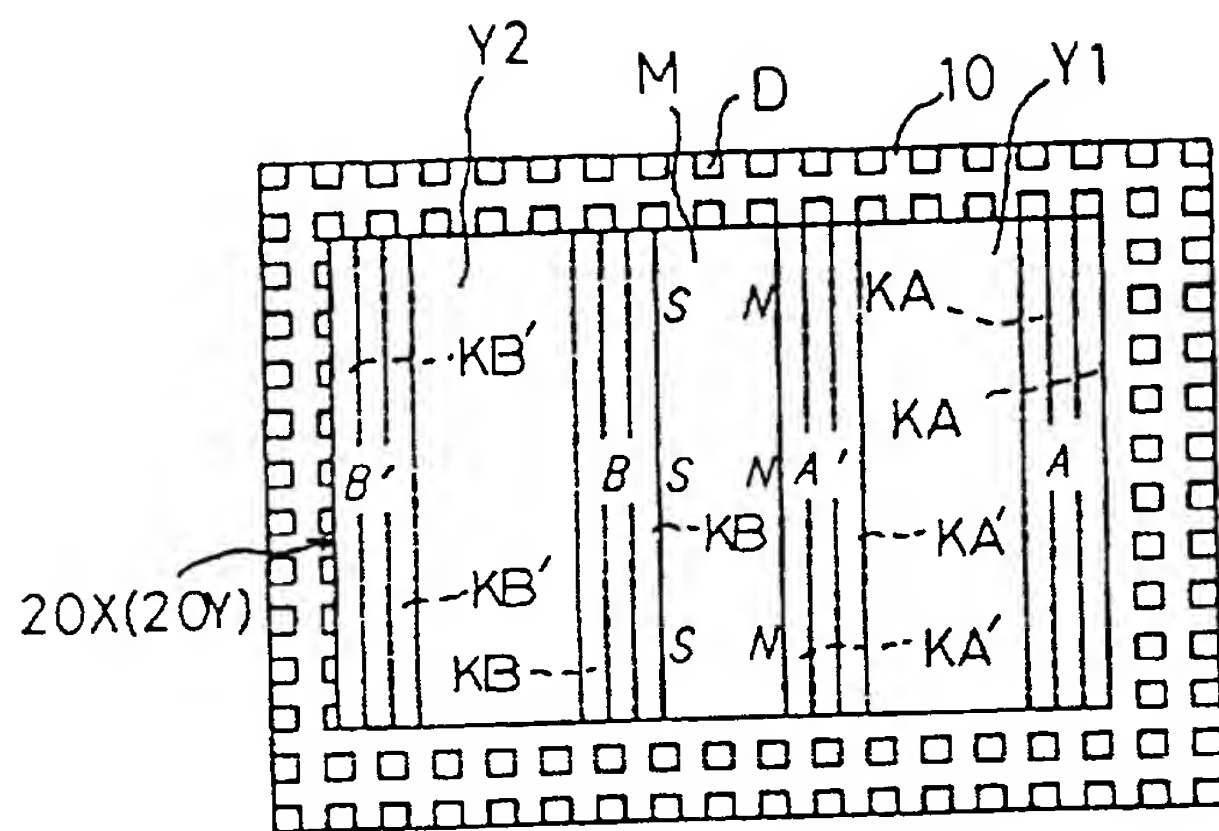 Y2 M D 10 Y1
S N KA
KB′
KA
B′ B S N A′ A
KB KA′
KB′
20X(20Y)
S N KA′
KB